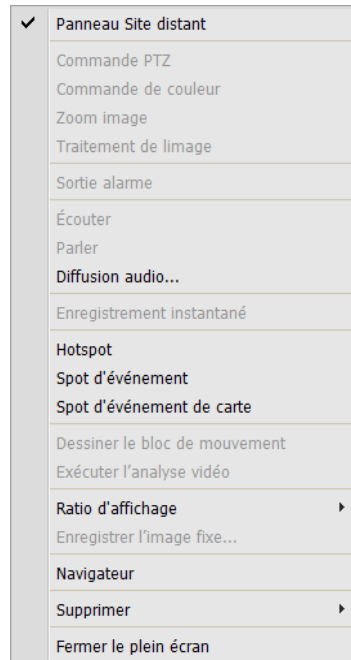 Panneau Site distant
Commande PTZ
Commande de couleur
Zoom image
Traitement de limage
Sortie alarme
Écouter
Parler
Diffusion audio...
Enregistrement instantané
Hotspot
Spot d'événement
Spot d'événement de carte
Dessiner le bloc de mouvement
Exécuter l'analyse vidéo
Ratio d'affichage
Enregistrer l'image fixe...
Navigateur
Supprimer
Fermer le plein écran